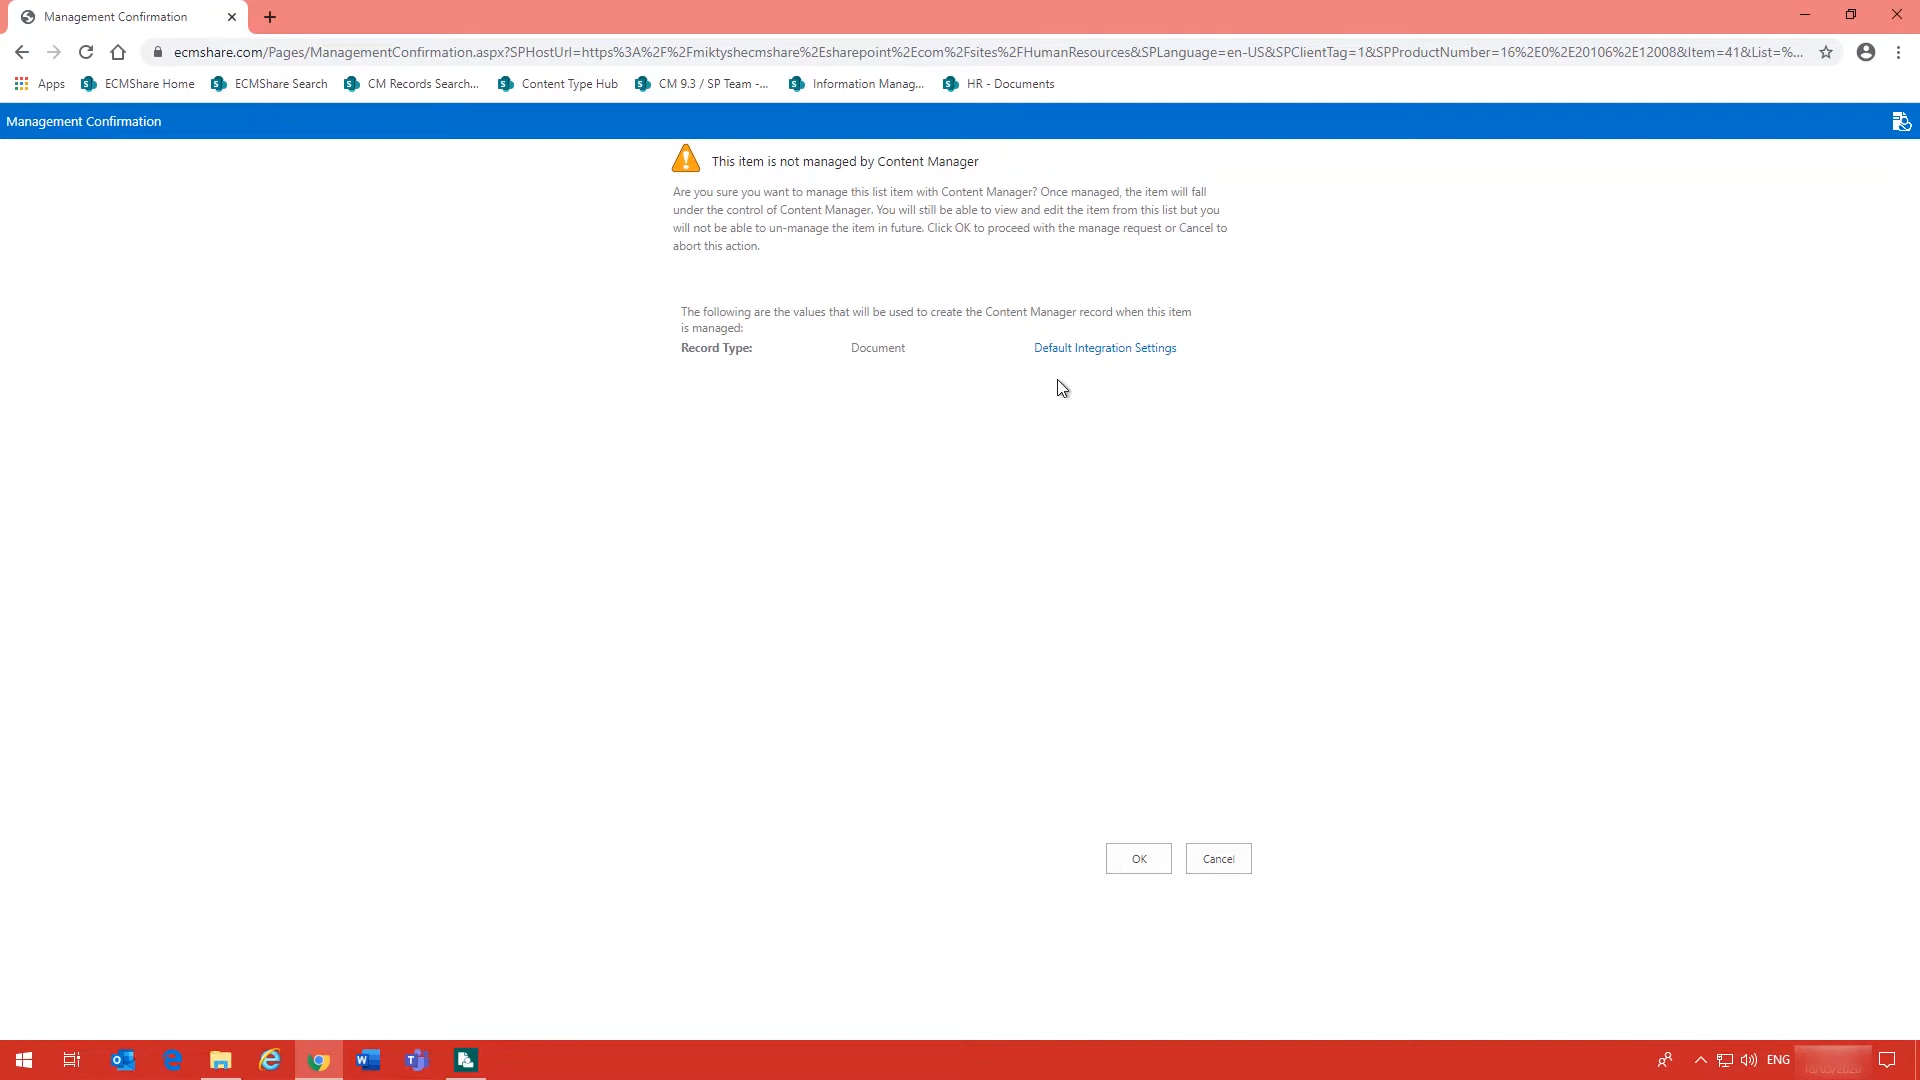 Management Confirmation
ecmshare.com/Pages/ManagementConfirmation.aspx?SPHostUrl=https%3A%2F%2Fmiktyshecmshare%2Esharepoint%2Ecom%2Fsites%2FHumanResources&SPLanguage=en-US&SPClientTag=1&SPProductNumber=16%2E0%2E20106%2E12008&Item=41&List=%...
Apps ECMShare Home ECMShare Search CM Records Search... Content Type Hub CM 9.3 / SP Team -... Information Manag... HR - Documents
Management Confirmation
This item is not managed by Content Manager
Are you sure you want to manage this list item with Content Manager? Once managed, the item will fall
under the control of Content Manager. You will still be able to view and edit the item from this list but you
will not be able to un-manage the item in future. Click OK to proceed with the manage request or Cancel to
abort this action.
The following are the values that will be used to create the Content Manager record when this item
is managed:
Record Type: Document Default Integration Settings
OK Cancel
ENG